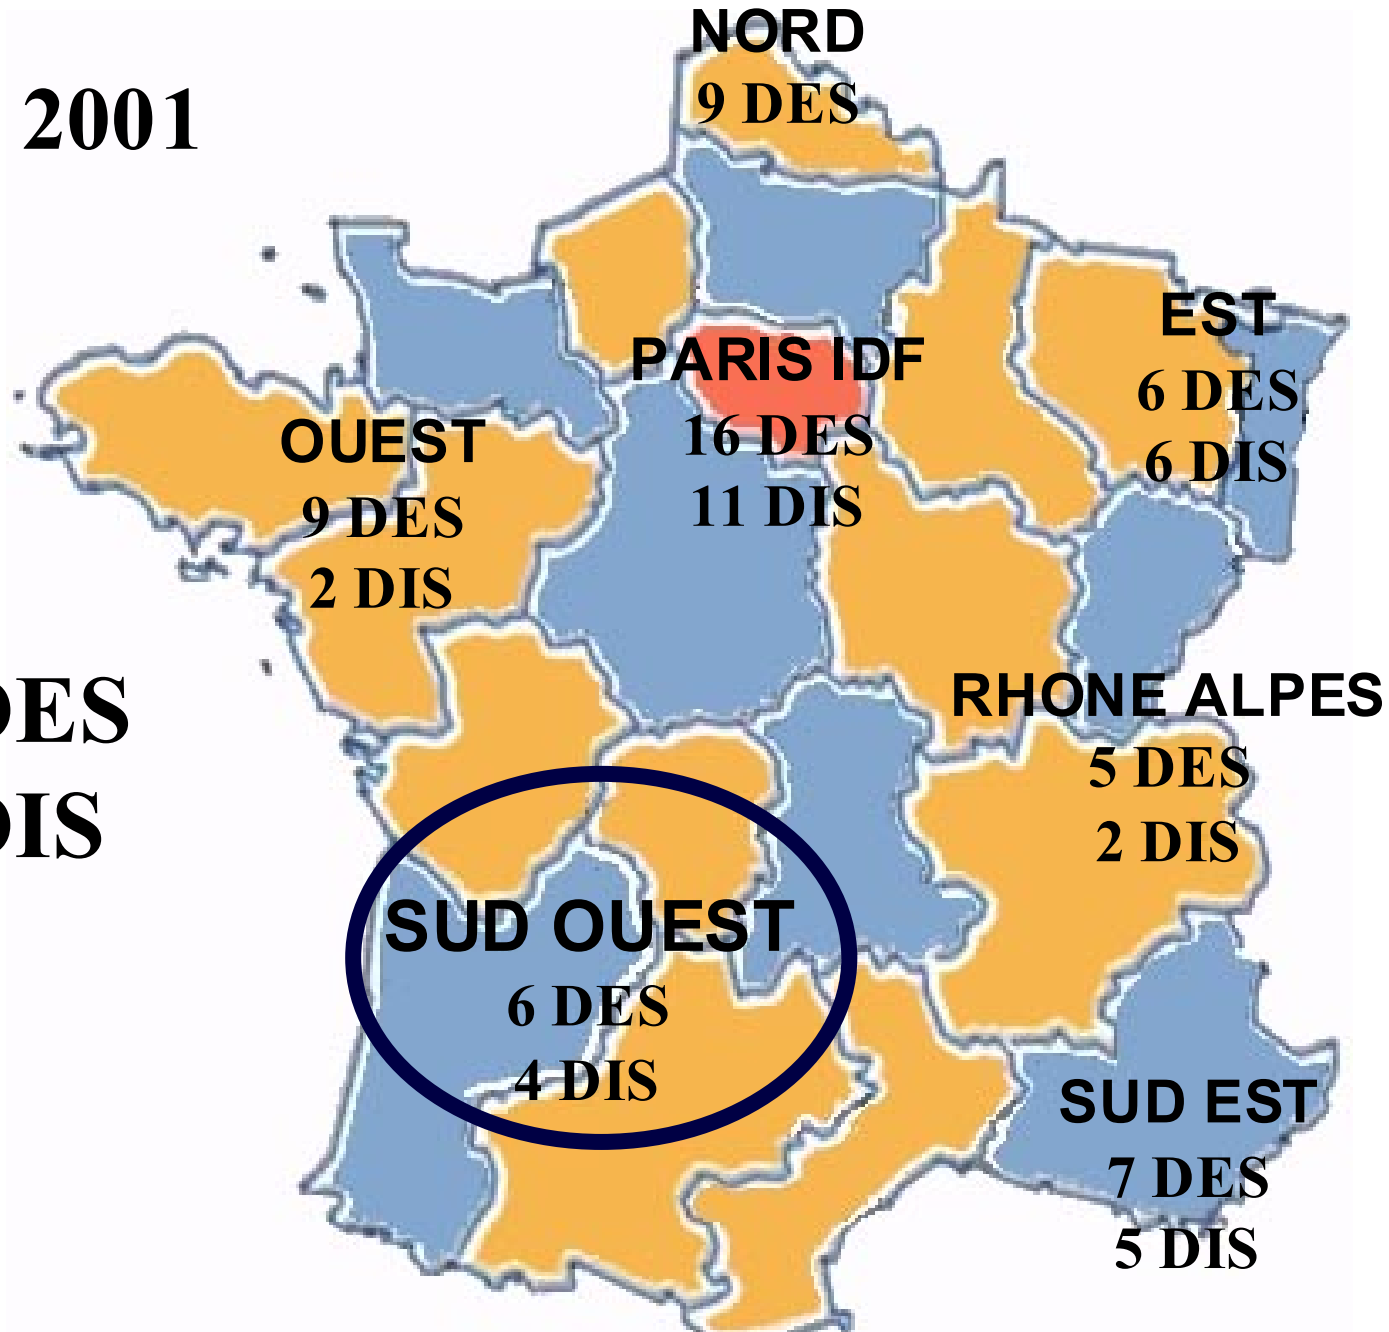 NORD
9 DES
2001
EST
6 DES
6 DIS
PARIS IDF
16 DES
11 DIS
OUEST
9 DES
2 DIS
DES
DIS
RHONE ALPES
5 DES
2 DIS
SUD OUEST
6 DES
4 DIS
SUD EST
7 DES
5 DIS